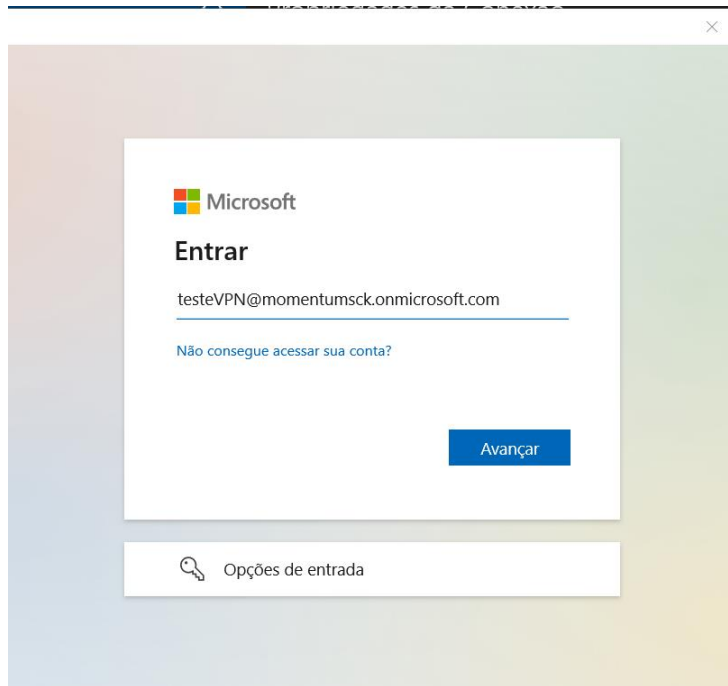 Microsoft
Entrar
testeVPN@momentumsck.onmicrosoft.com
Não consegue acessar sua conta?
Avançar
Opções de entrada